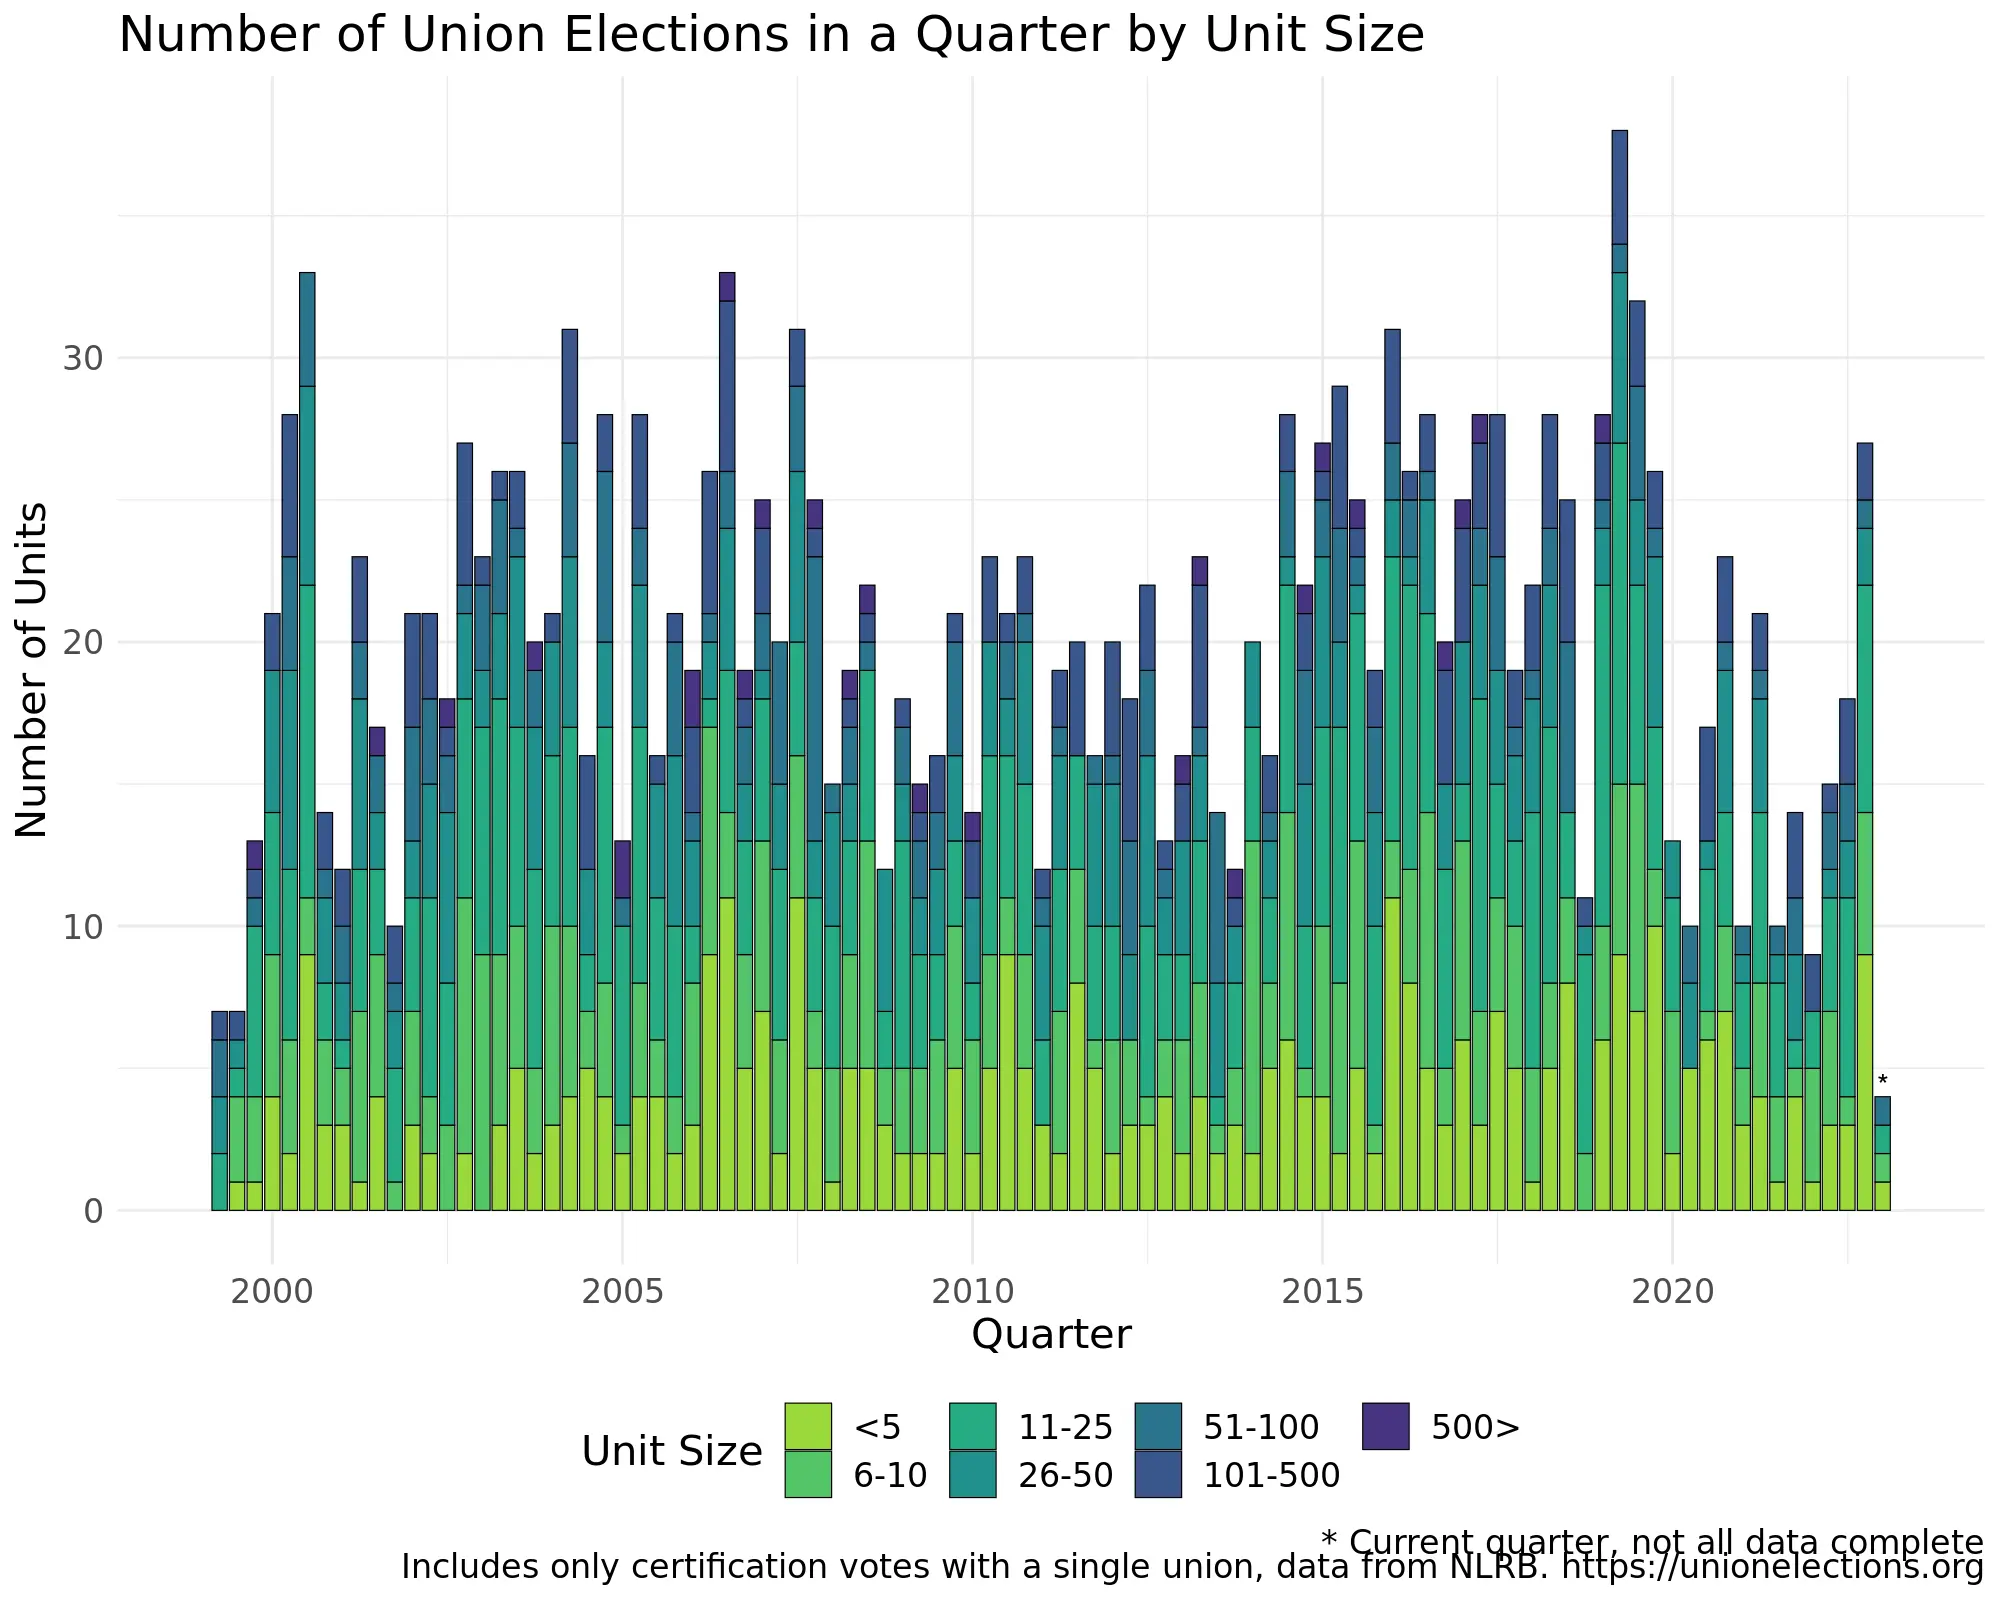 Number of Union Elections in a Quarter by Unit Size
Number of Units
30
20
10
0
*
2000 2005 2010 2015 2020
Quarter
Unit Size
<5 11-25 51-100 500>
6-10 26-50 101-500
* Current quarter, not all data complete
Includes only certification votes with a single union, data from NLRB. https://unionelections.org